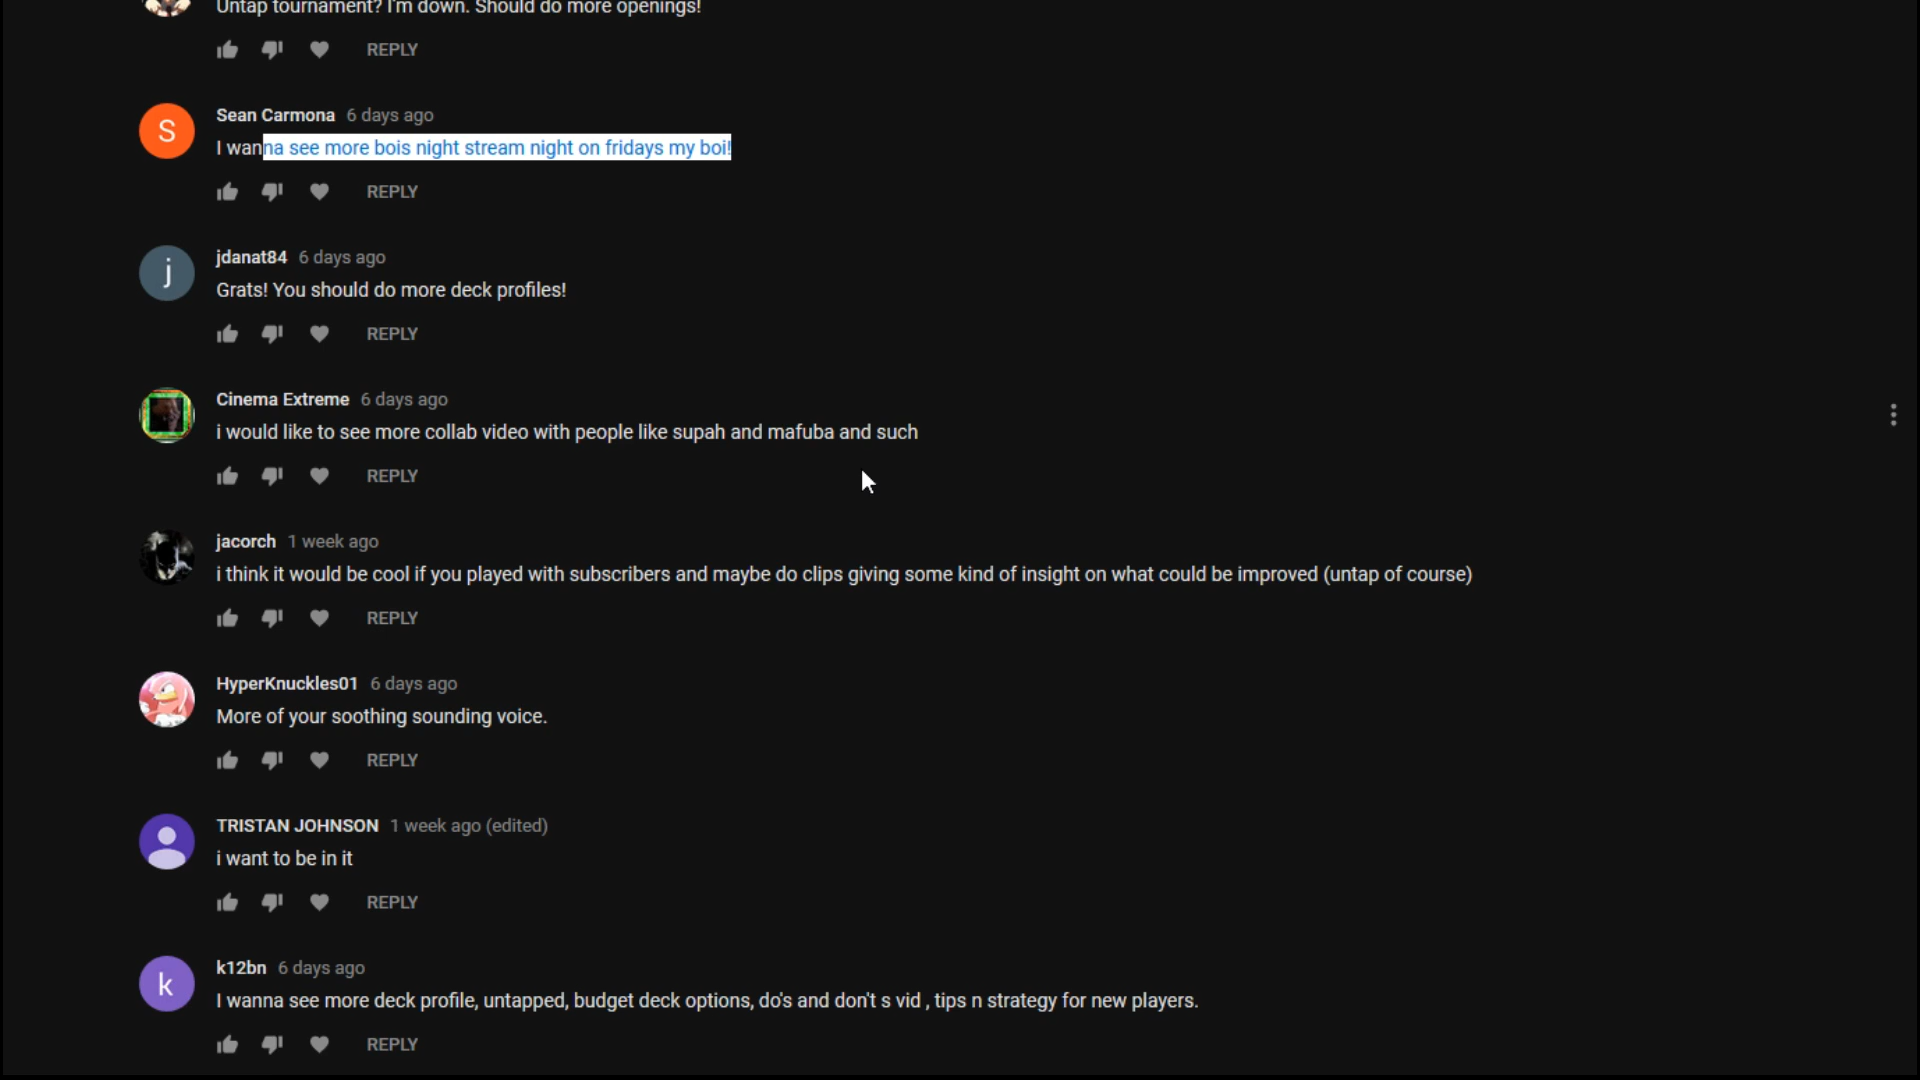 Untap tournament? I'm down. Should do more openings!
REPLY
S
Sean Carmona 6 days ago
I wanna see more bois night stream night on fridays my boi!
REPLY
j
jdanat84 6 days ago
Grats! You should do more deck profiles!
REPLY
Cinema Extreme 6 days ago
i would like to see more collab video with people like supah and mafuba and such
REPLY
jacorch 1 week ago
i think it would be cool if you played with subscribers and maybe do clips giving some kind of insight on what could be improved (untap of course)
REPLY
HyperKnuckles01 6 days ago
More of your soothing sounding voice.
REPLY
TRISTAN JOHNSON 1 week ago (edited)
i want to be in it
REPLY
k
k12bn 6 days ago
I wanna see more deck profile, untapped, budget deck options, do's and don't s vid , tips n strategy for new players.
REPLY